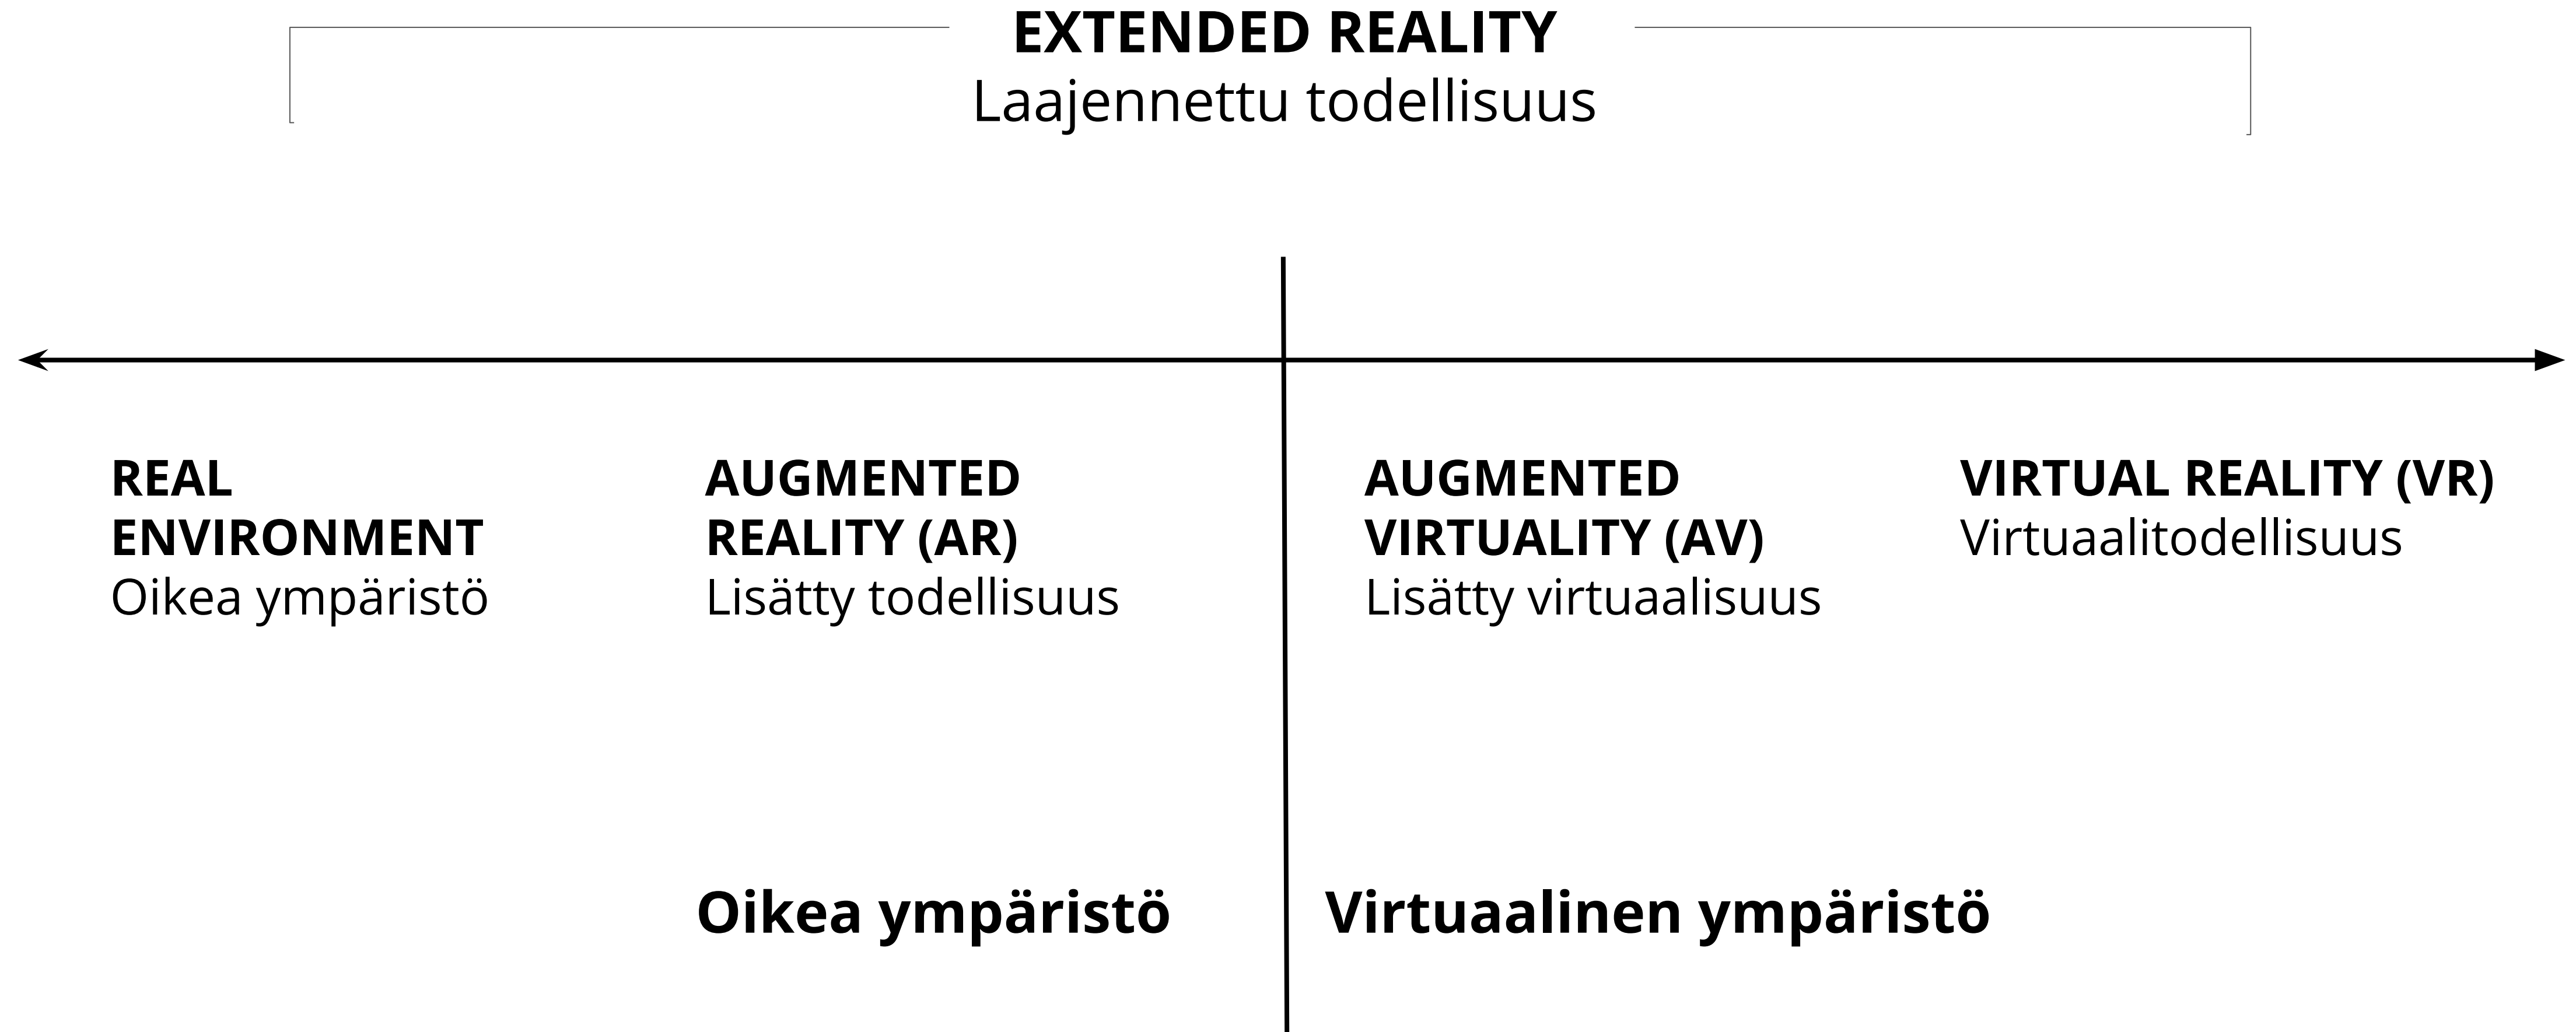 EXTENDED REALITY
Laajennettu todellisuus
REAL
ENVIRONMENT
Oikea ympäristö
AUGMENTED
REALITY (AR)
Lisätty todellisuus
AUGMENTED
VIRTUALITY (AV)
Lisätty virtuaalisuus
VIRTUAL REALITY (VR)
Virtuaalitodellisuus
Oikea ympäristö
Virtuaalinen ympäristö